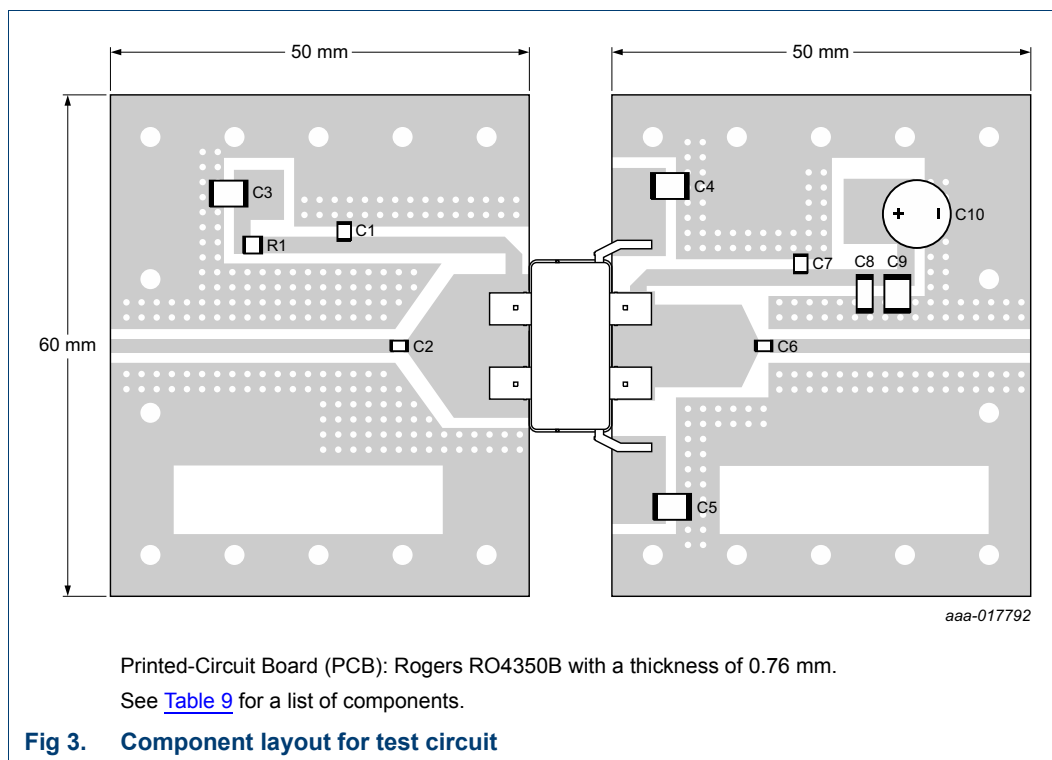 50 mm
50 mm
60 mm
C3
C1
R1
C2
C4
C10
+ -
C7
C8 C9
C6
C5
aaa-017792
Printed-Circuit Board (PCB): Rogers RO4350B with a thickness of 0.76 mm.
See Table 9 for a list of components.
Fig 3. Component layout for test circuit